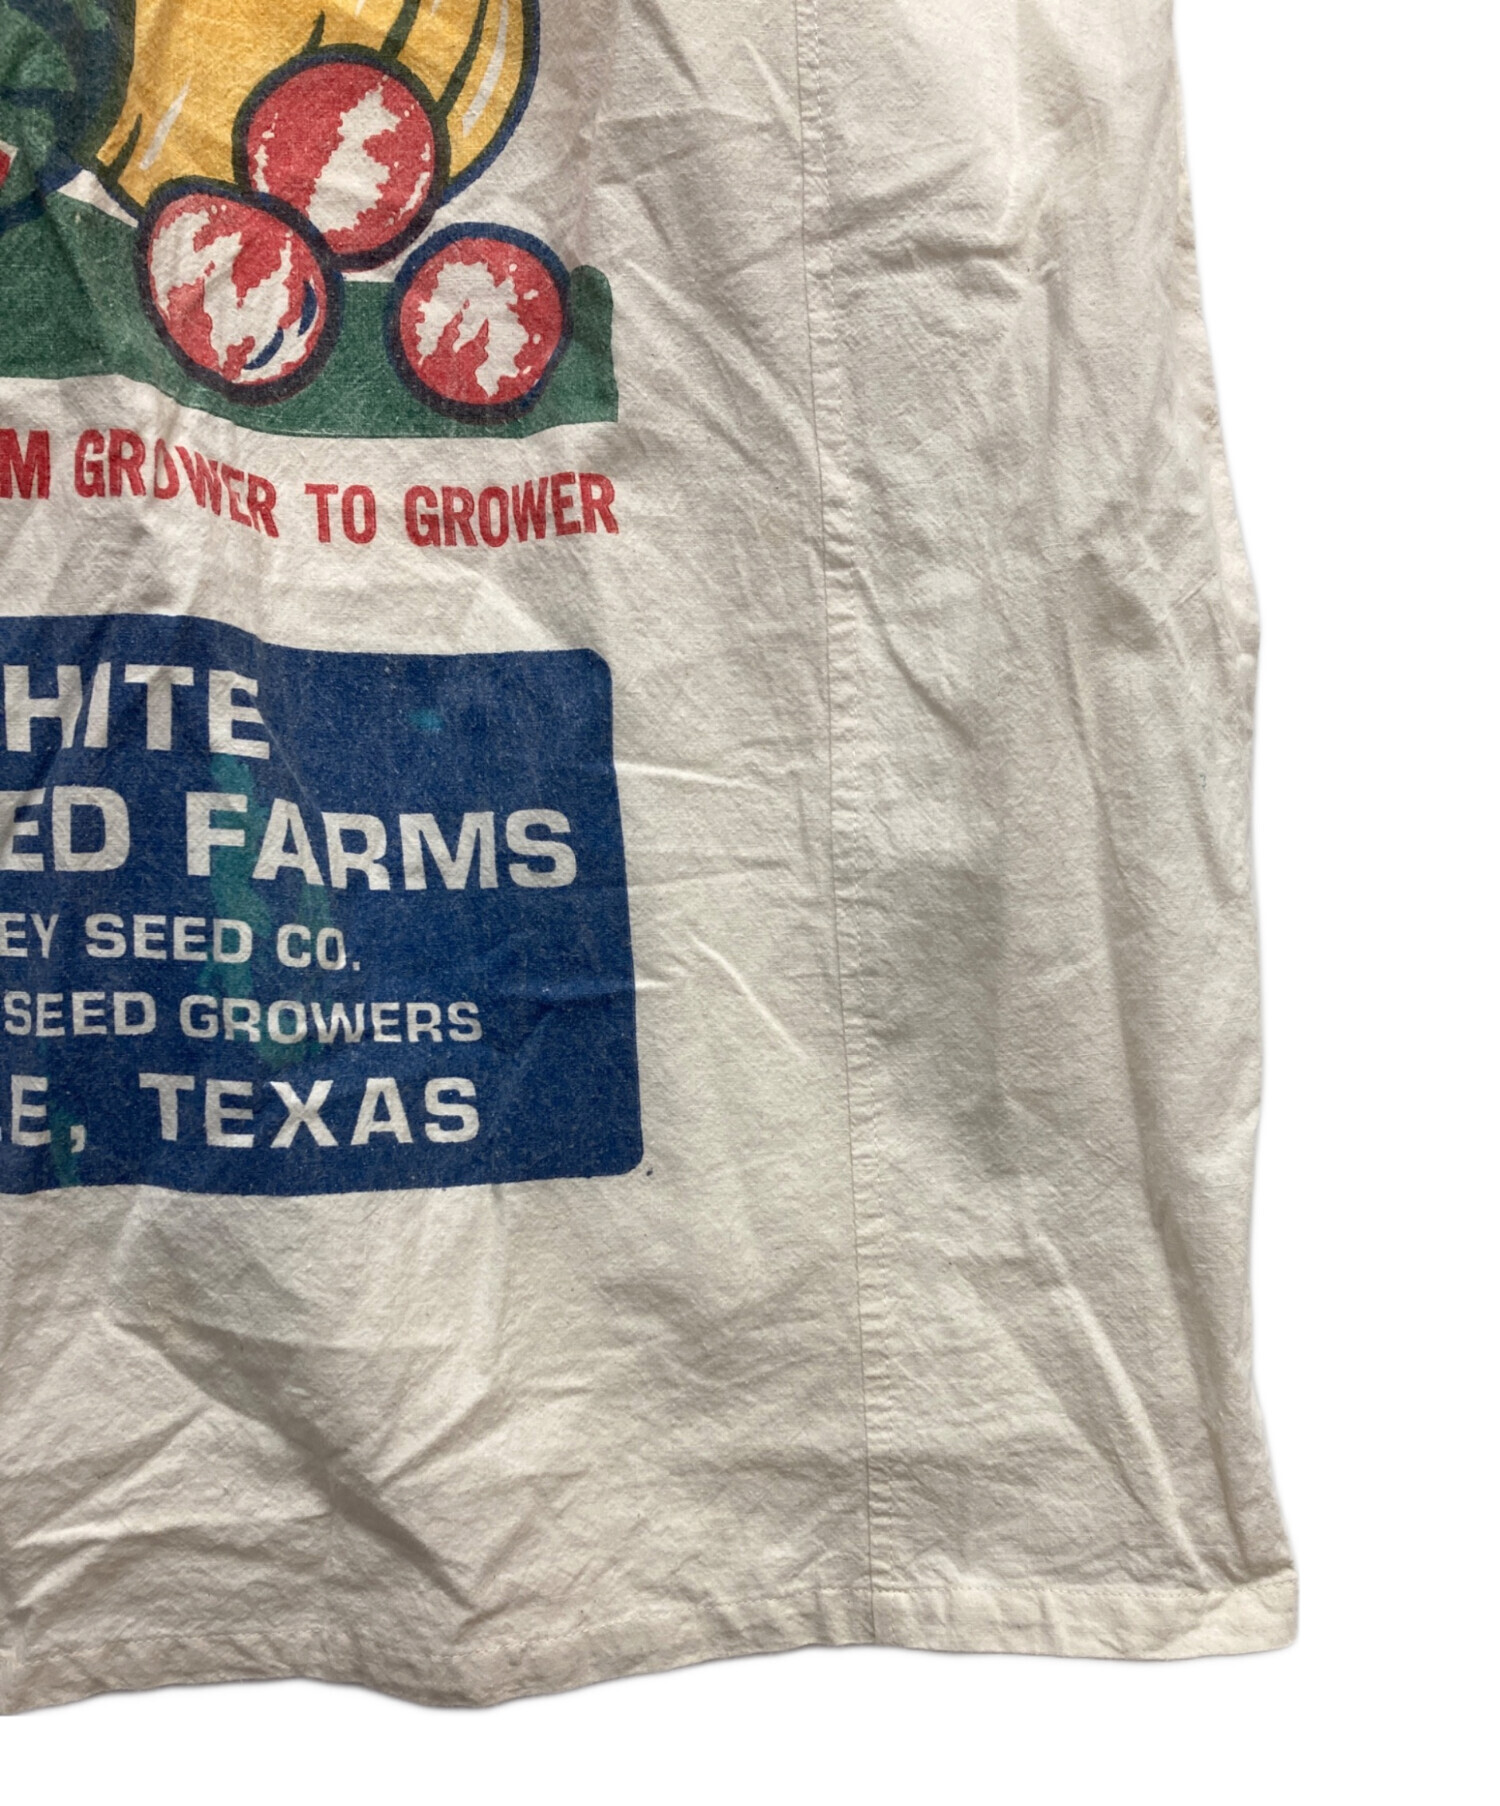 M GROWER TO GROWER
HITE
ED FARMS
EY SEED CO.
SEED GROWERS
E, TEXAS